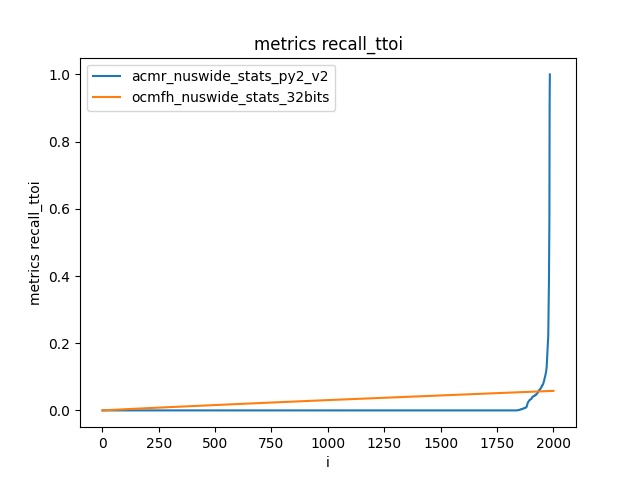 metrics recall_ttoi
acmr_nuswide_stats_py2_v2
ocmfh_nuswide_stats_32bits
metrics recall_ttoi
1.0
0.8
0.6
0.4
0.2
0.0
0 250 500 750 1000 1250 1500 1750 2000
i